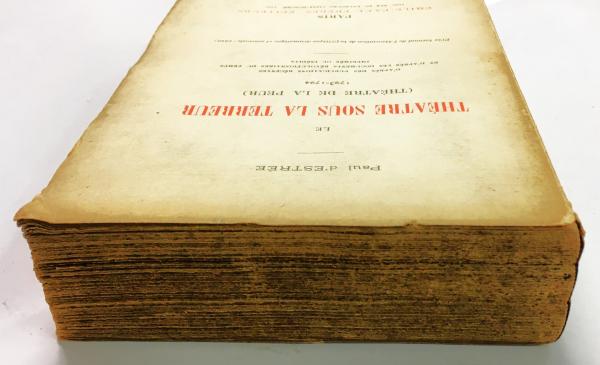 Paul d'ESTRÉE
LE
THÉATRE SOUS LA TERREUR
(THÉATRE DE LA PEUR)
1793-1794
D'APRÈS LES PUBLICATIONS RÉCENTES
ET D'APRÈS LES DOCUMENTS RÉVOLUTIONNAIRES DU TEMPS
IMPRIMÉS OU INÉDITS
PARIS
ÉMILE-PAUL FRÈRES, ÉDITEURS